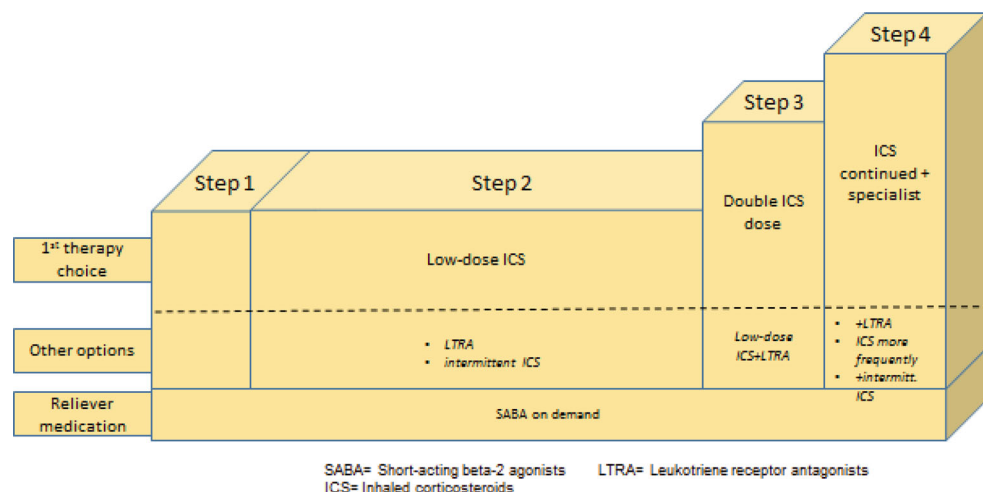 Step 4
Step 3
Step 1
Step 2
ICS
continued +
specialist
Double ICS
dose
1st therapy
choice
Low-dose ICS
Other options
• LTRA
• intermittent ICS
Low-dose
ICS+LTRA
• +LTRA
• ICS more
frequently
• +intermitt.
ICS
Reliever
medication
SABA on demand
SABA= Short-acting beta-2 agonists LTRA= Leukotriene receptor antagonists
ICS= Inhaled corticosteroids